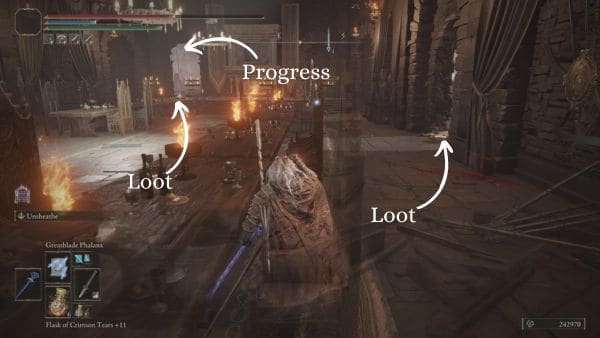 Progress
Loot
Loot
Unsheathe
Greatblade Phalanx
Flask of Crimson Tears +11
242970